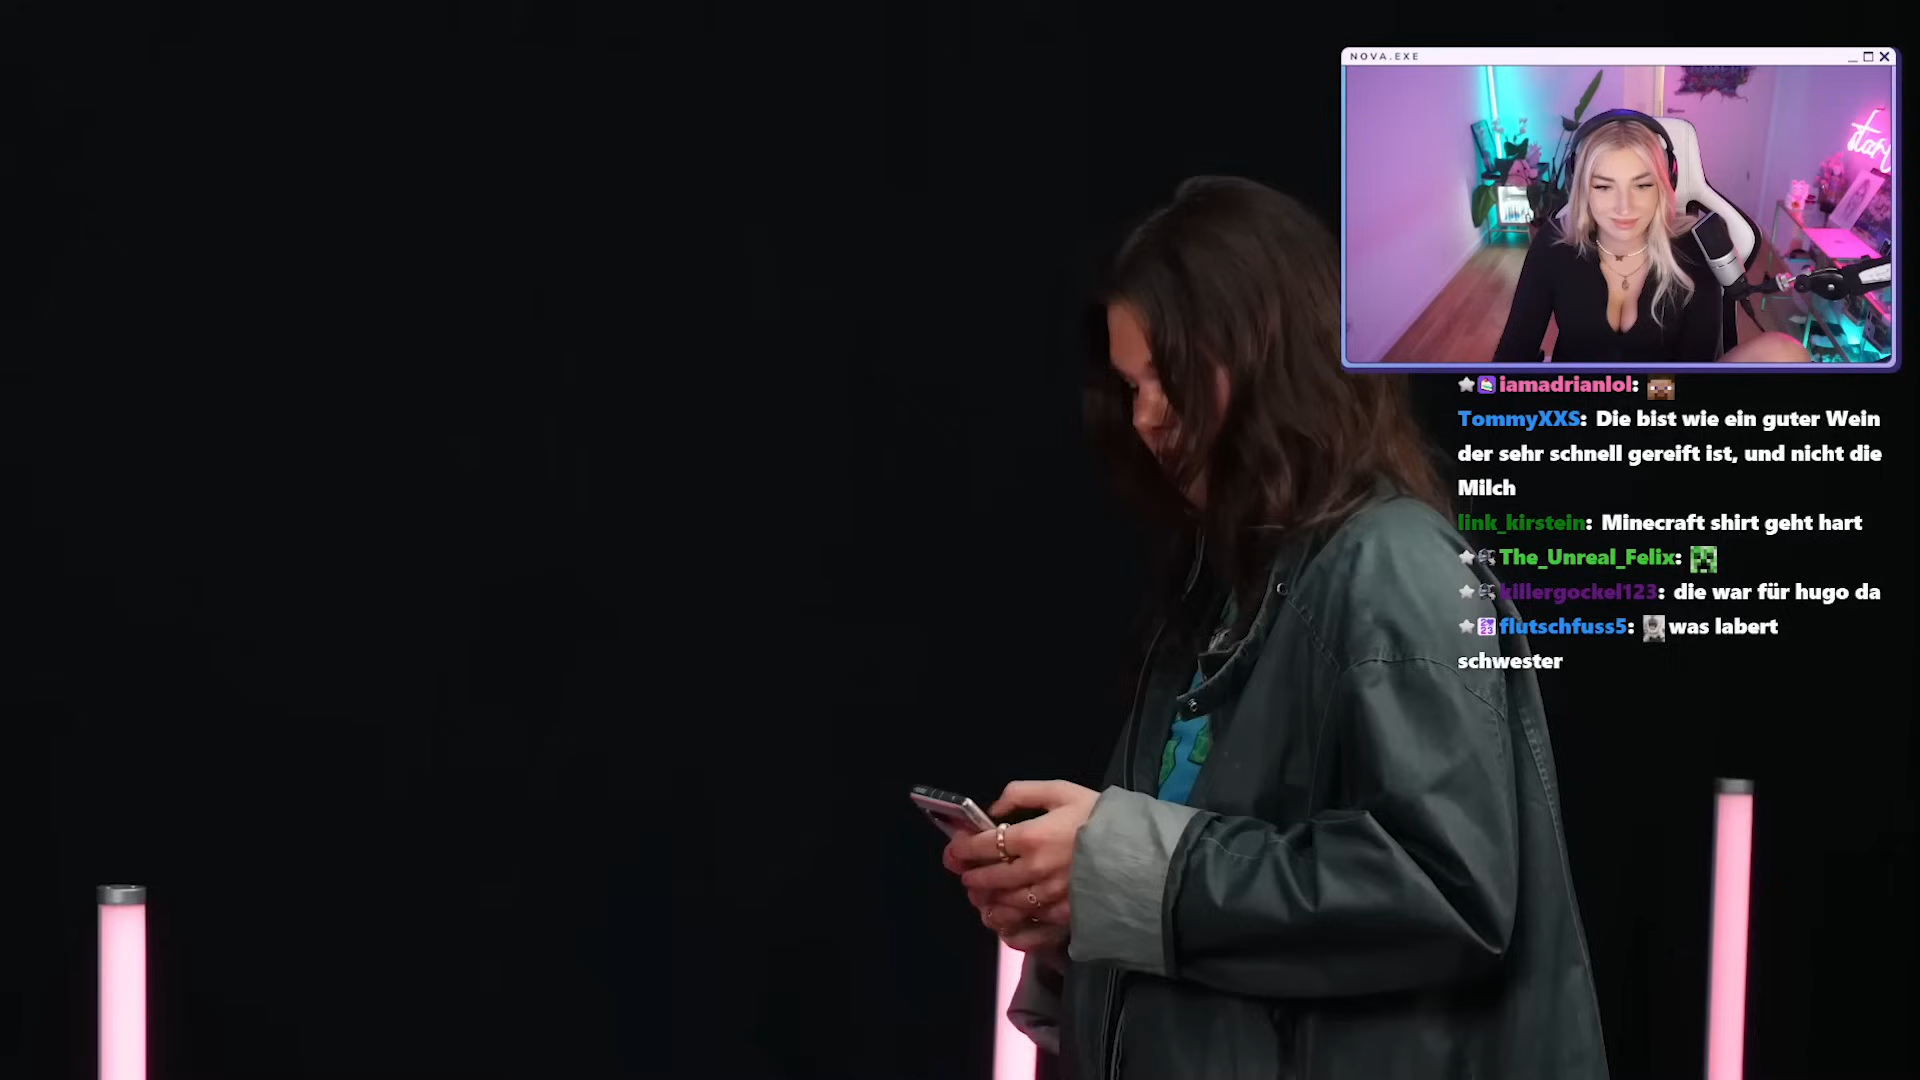 NOVA.EXE
start
iamadrianlol:
TommyXXS: Die bist wie ein guter Wein
der sehr schnell gereift ist, und nicht die
Milch
link_kirstein: Minecraft shirt geht hart
The_Unreal_Felix:
killergockel123: die war für hugo da
flutschfuss5: was labert
schwester